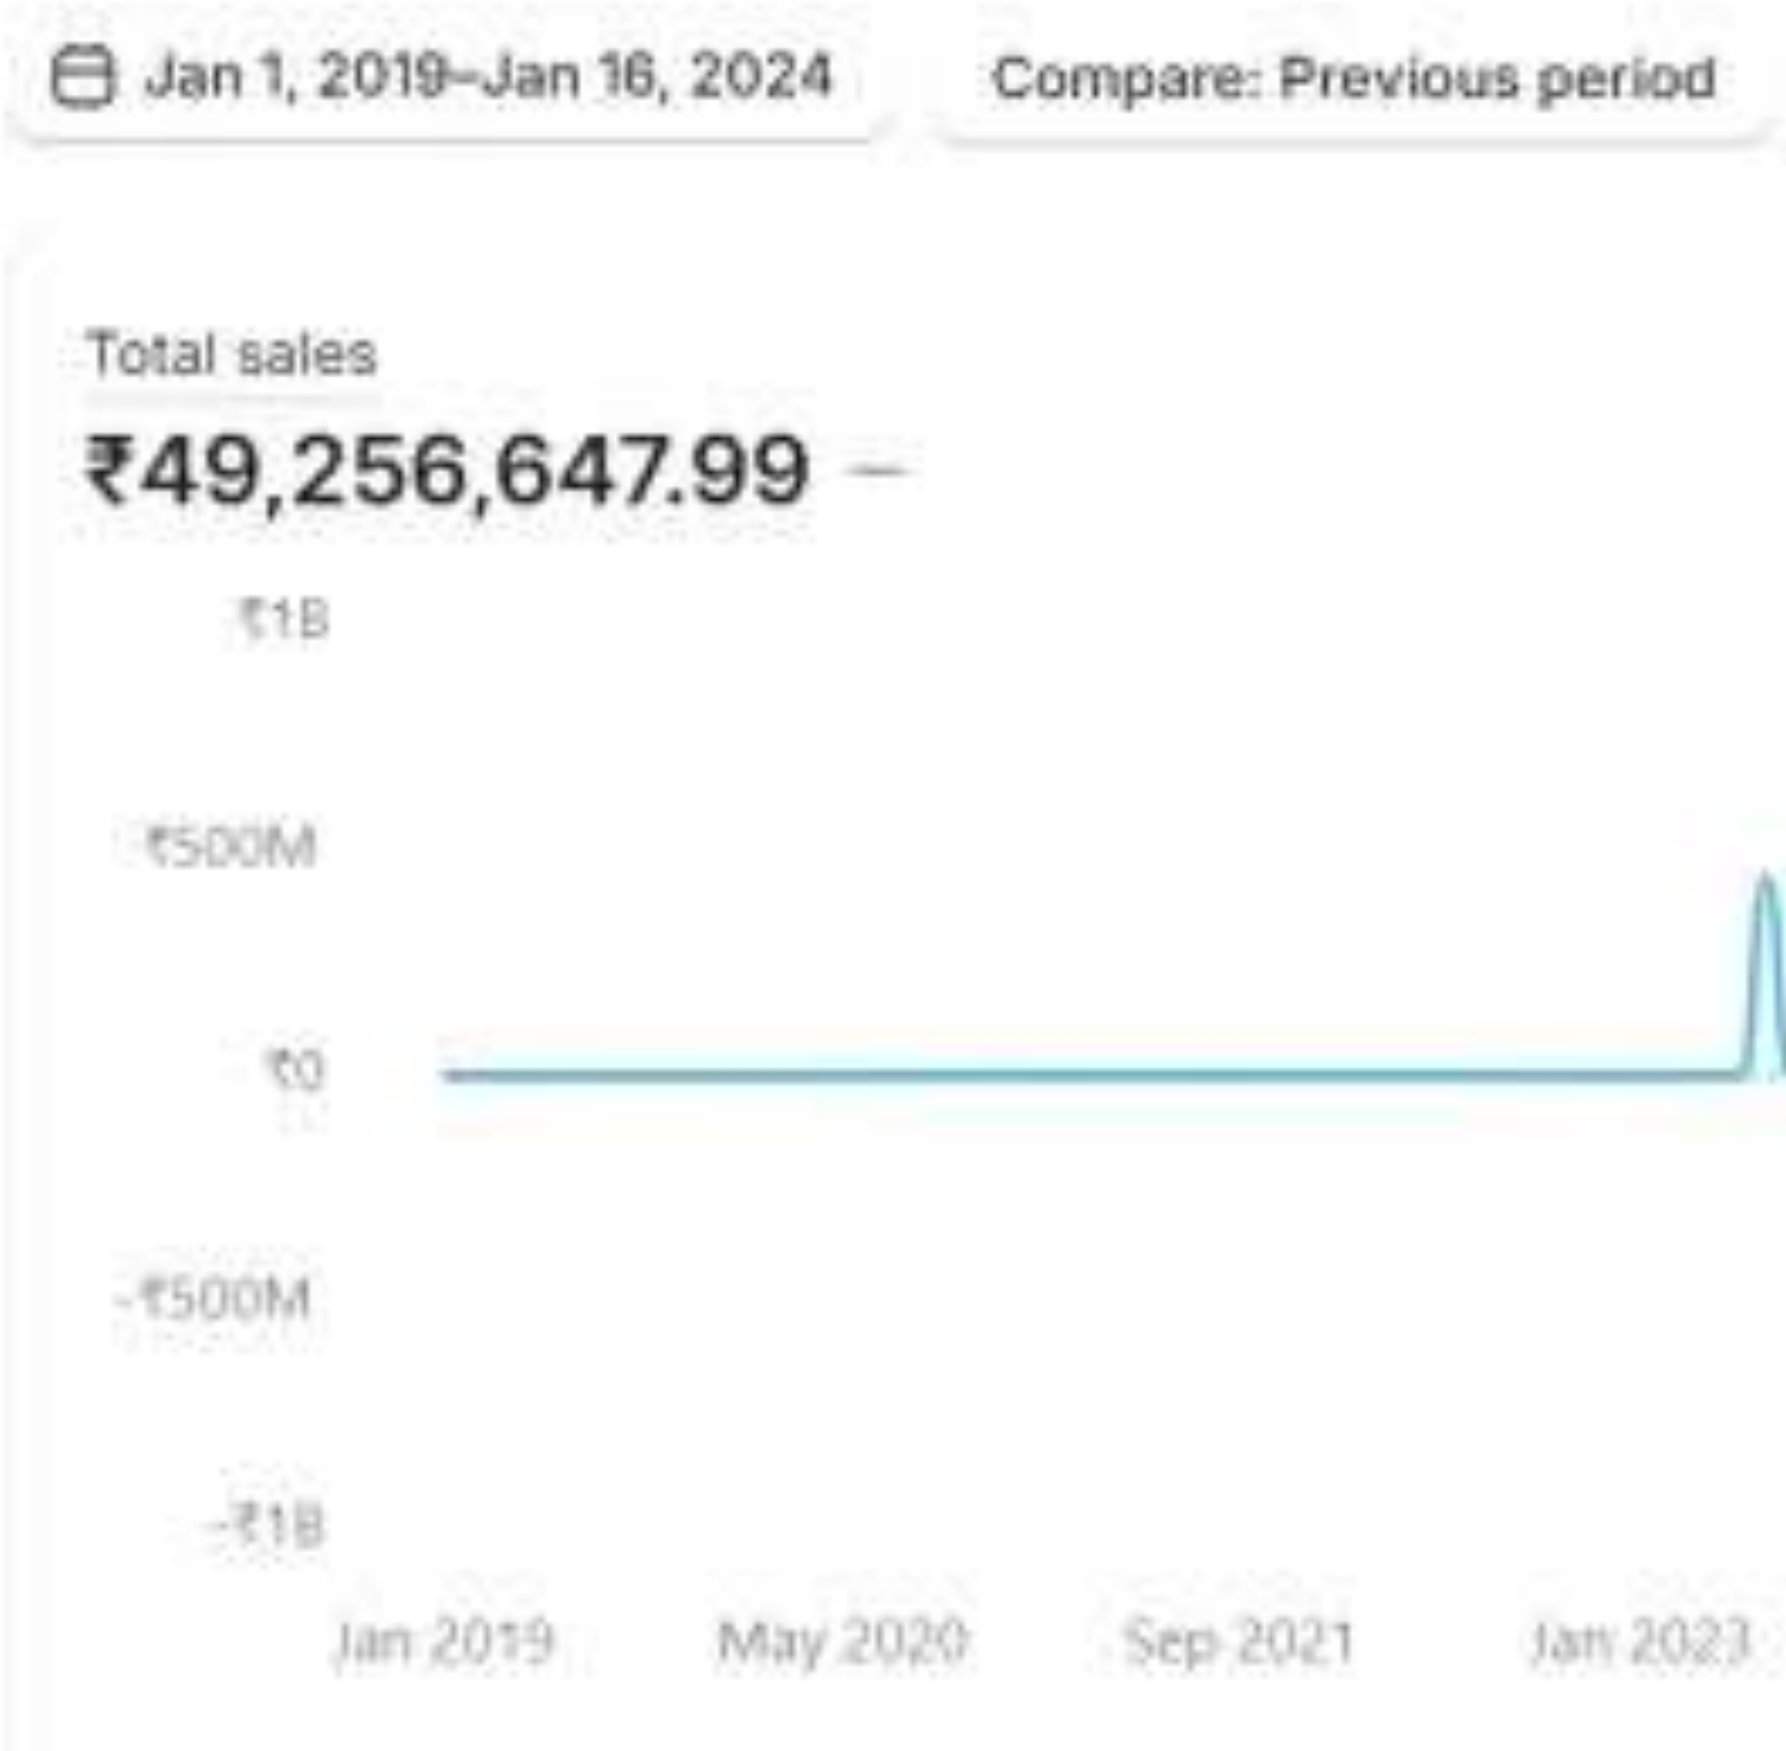 Jan 1, 2019–Jan 16, 2024
Compare: Previous period
Total sales
₹49,256,647.99 —
₹1B
₹500M
₹0
-₹500M
-₹1B
Jan 2019 May 2020 Sep 2021 Jan 2023